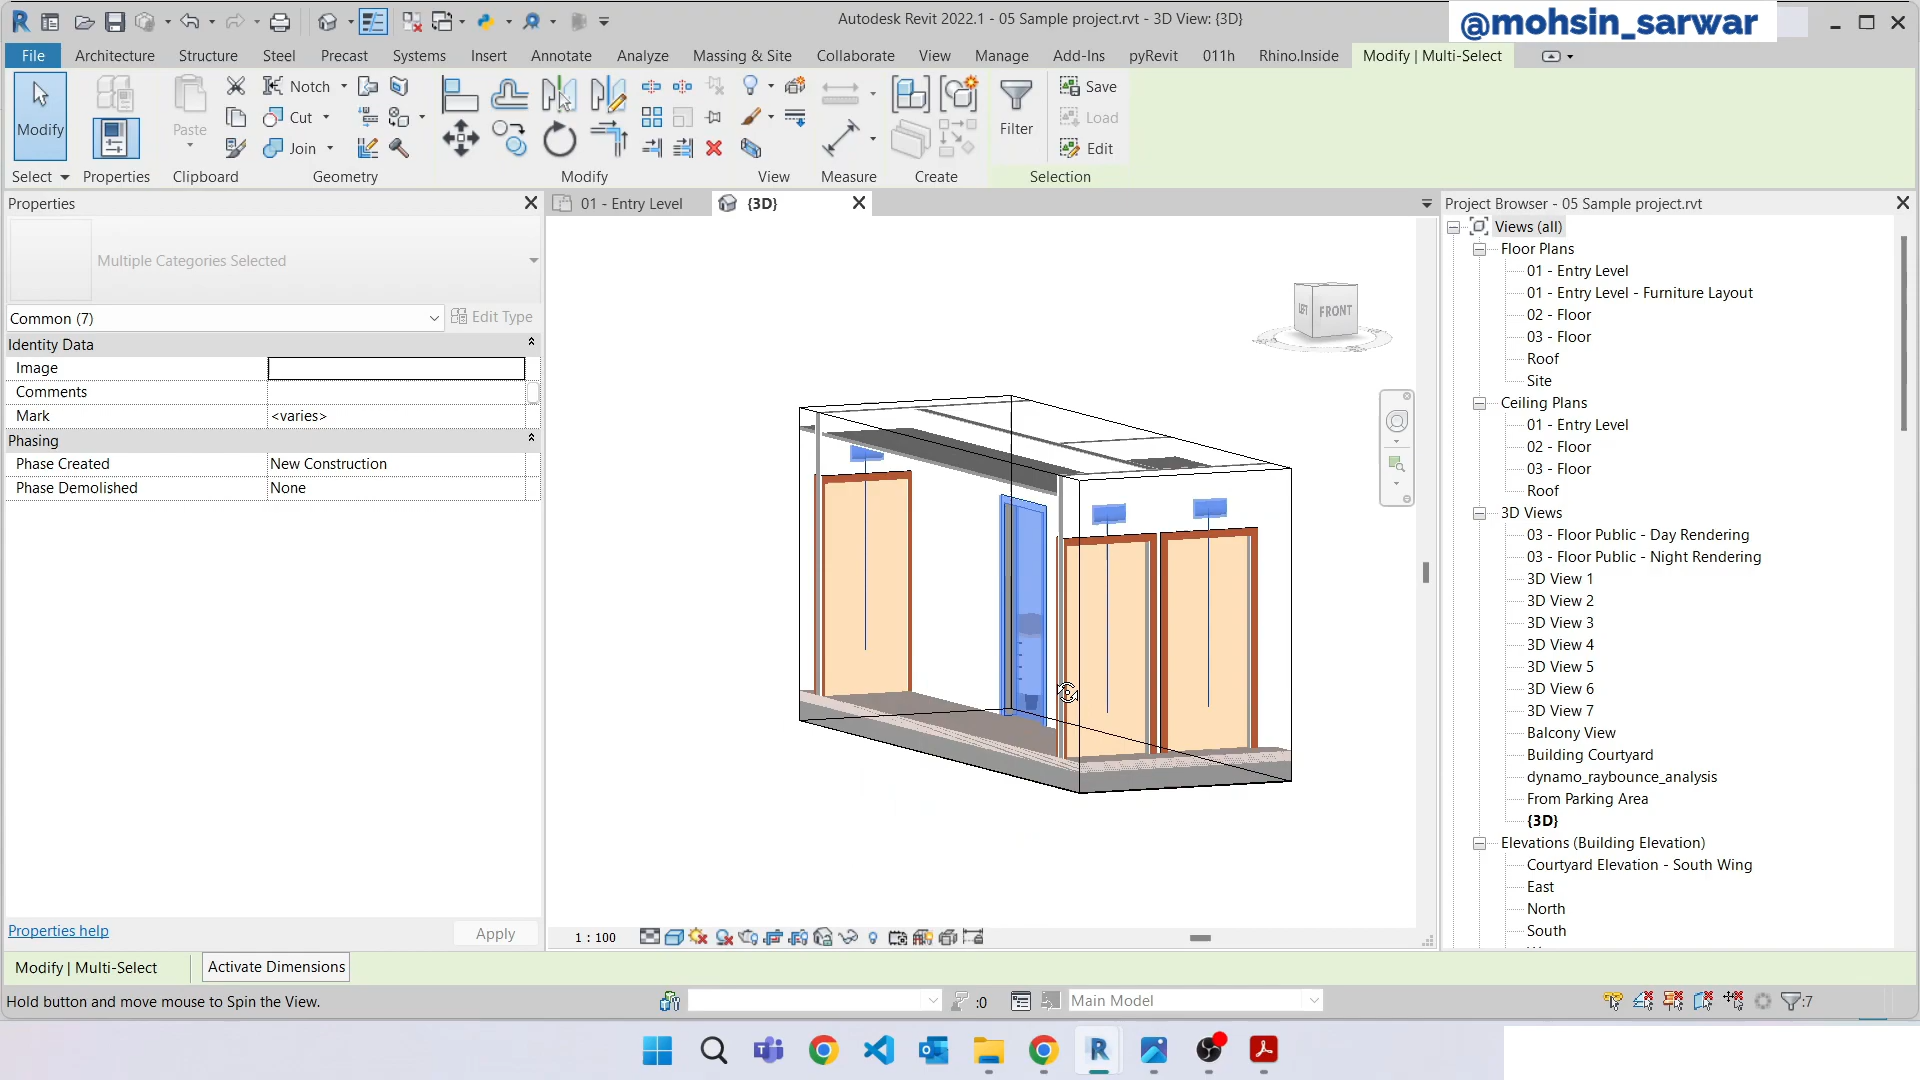 Autodesk Revit 2022.1 - 05 Sample project.rvt - 3D View: {3D}
@mohsin_sarwar
File
Architecture
Structure
Steel
Precast
Systems
Insert
Annotate
Analyze
Massing & Site
Collaborate
View
Manage
Add-Ins
pyRevit
011h
Rhino.Inside
Modify | Multi-Select
Modify
Paste
Notch
Cut
Join
Filter
Save
Load
Edit
Select
Properties
Clipboard
Geometry
Modify
View
Measure
Create
Selection
Properties
Multiple Categories Selected
Common (7)
Edit Type
Identity Data
Image
Comments
Mark <varies>
Phasing
Phase Created New Construction
Phase Demolished None
Properties help
Apply
01 - Entry Level
{3D}
LEFT
FRONT
1 : 100
Project Browser - 05 Sample project.rvt
Views (all)
Floor Plans
01 - Entry Level
01 - Entry Level - Furniture Layout
02 - Floor
03 - Floor
Roof
Site
Ceiling Plans
01 - Entry Level
02 - Floor
03 - Floor
Roof
3D Views
03 - Floor Public - Day Rendering
03 - Floor Public - Night Rendering
3D View 1
3D View 2
3D View 3
3D View 4
3D View 5
3D View 6
3D View 7
Balcony View
Building Courtyard
dynamo_raybounce_analysis
From Parking Area
{3D}
Elevations (Building Elevation)
Courtyard Elevation - South Wing
East
North
South
Modify | Multi-Select
Activate Dimensions
Hold button and move mouse to Spin the View.
:0
Main Model
:7